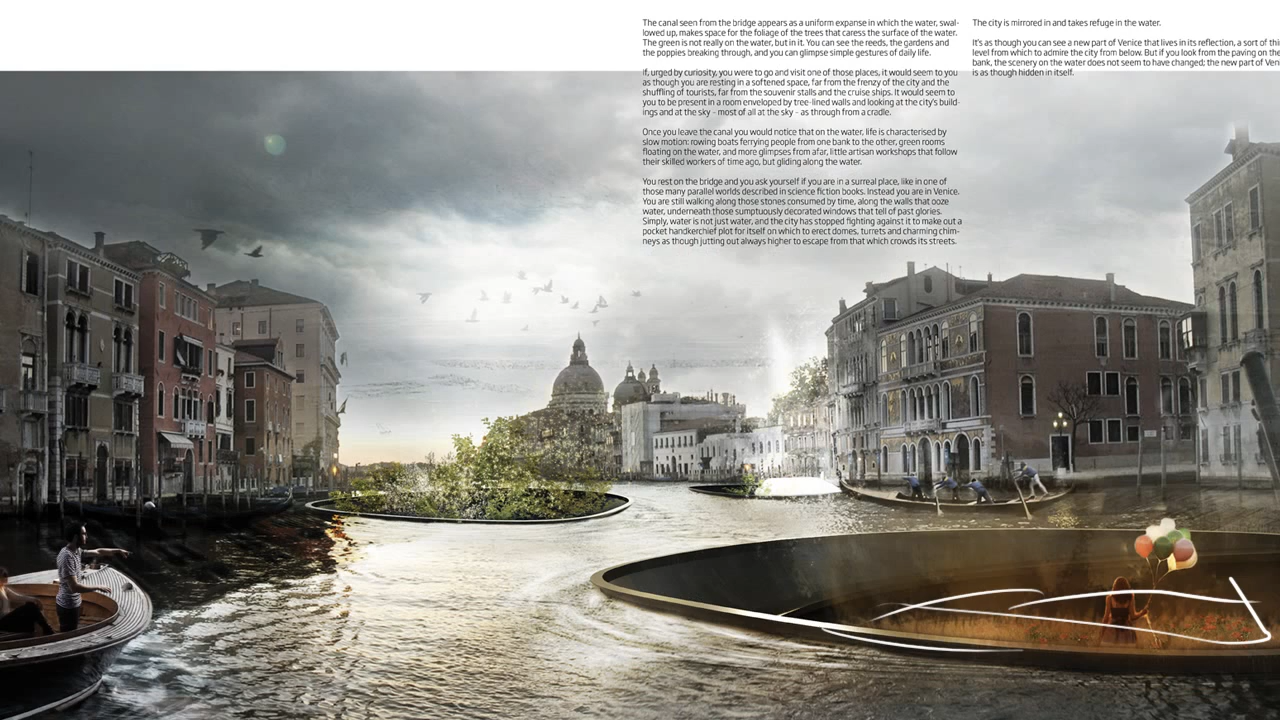 The canal seen from the bridge appears as a uniform expanse in which the water, swal-
lowed up, makes space for the foliage of the trees that caress the surface of the water.
The green is not really on the water, but in it. You can see the reeds, the gardens and
the poppies breaking through, and you can glimpse simple gestures of daily life.
If, urged by curiosity, you were to go and visit one of those places, it would seem to you
as though you are resting in a softened space, far from the frenzy of the city and the
shuffling of tourists, far from the souvenir stalls and the cruise ships. It would seem to
you to be present in a room enveloped by tree-lined walls and looking at the city's build-
ings and at the sky – most of all at the sky – as through from a cradle.
Once you leave the canal you would notice that on the water, life is characterised by
slow motion: rowing boats ferrying people from one bank to the other, green rooms
floating on the water, and more glimpses from afar, little artisan workshops that follow
their skilled workers of time ago, but gliding along the water.
You rest on the bridge and you ask yourself if you are in a surreal place, like in one of
those many parallel worlds described in science fiction books. Instead you are in Venice.
You are still walking along those stones consumed by time, along the walls that ooze
water, underneath those sumptuously decorated windows that tell of past glories.
Simply, water is not just water, and the city has stopped fighting against it to make out a
pocket handkerchief plot for itself on which to erect domes, turrets and charming chim-
neys as though jutting out always higher to escape from that which crowds its streets.
The city is mirrored in and takes refuge in the water.
It's as though you can see a new part of Venice that lives in its reflection, a sort of
level from which to admire the city from below. But if you look from the paving on the
bank, the scenery on the water does not seem to have changed; the new part of
is as though hidden in itself.